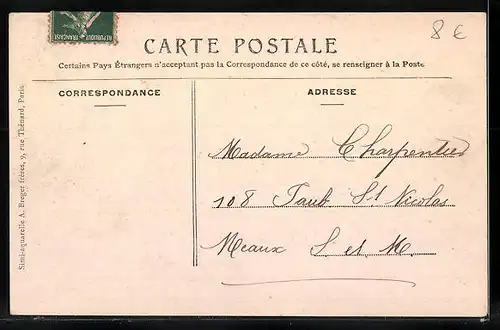 RÉPUBLIQUE FRANÇAISE
8 €
CARTE POSTALE
Certains Pays Étrangers n'acceptant pas la Correspondance de ce côté, se renseigner à la Poste
CORRESPONDANCE
ADRESSE
Madame Charpentier
108 Faub. St Nicolas
Meaux S. et M.
Simi-aquarelle A. Breger frères, 9, rue Thénard, Paris.